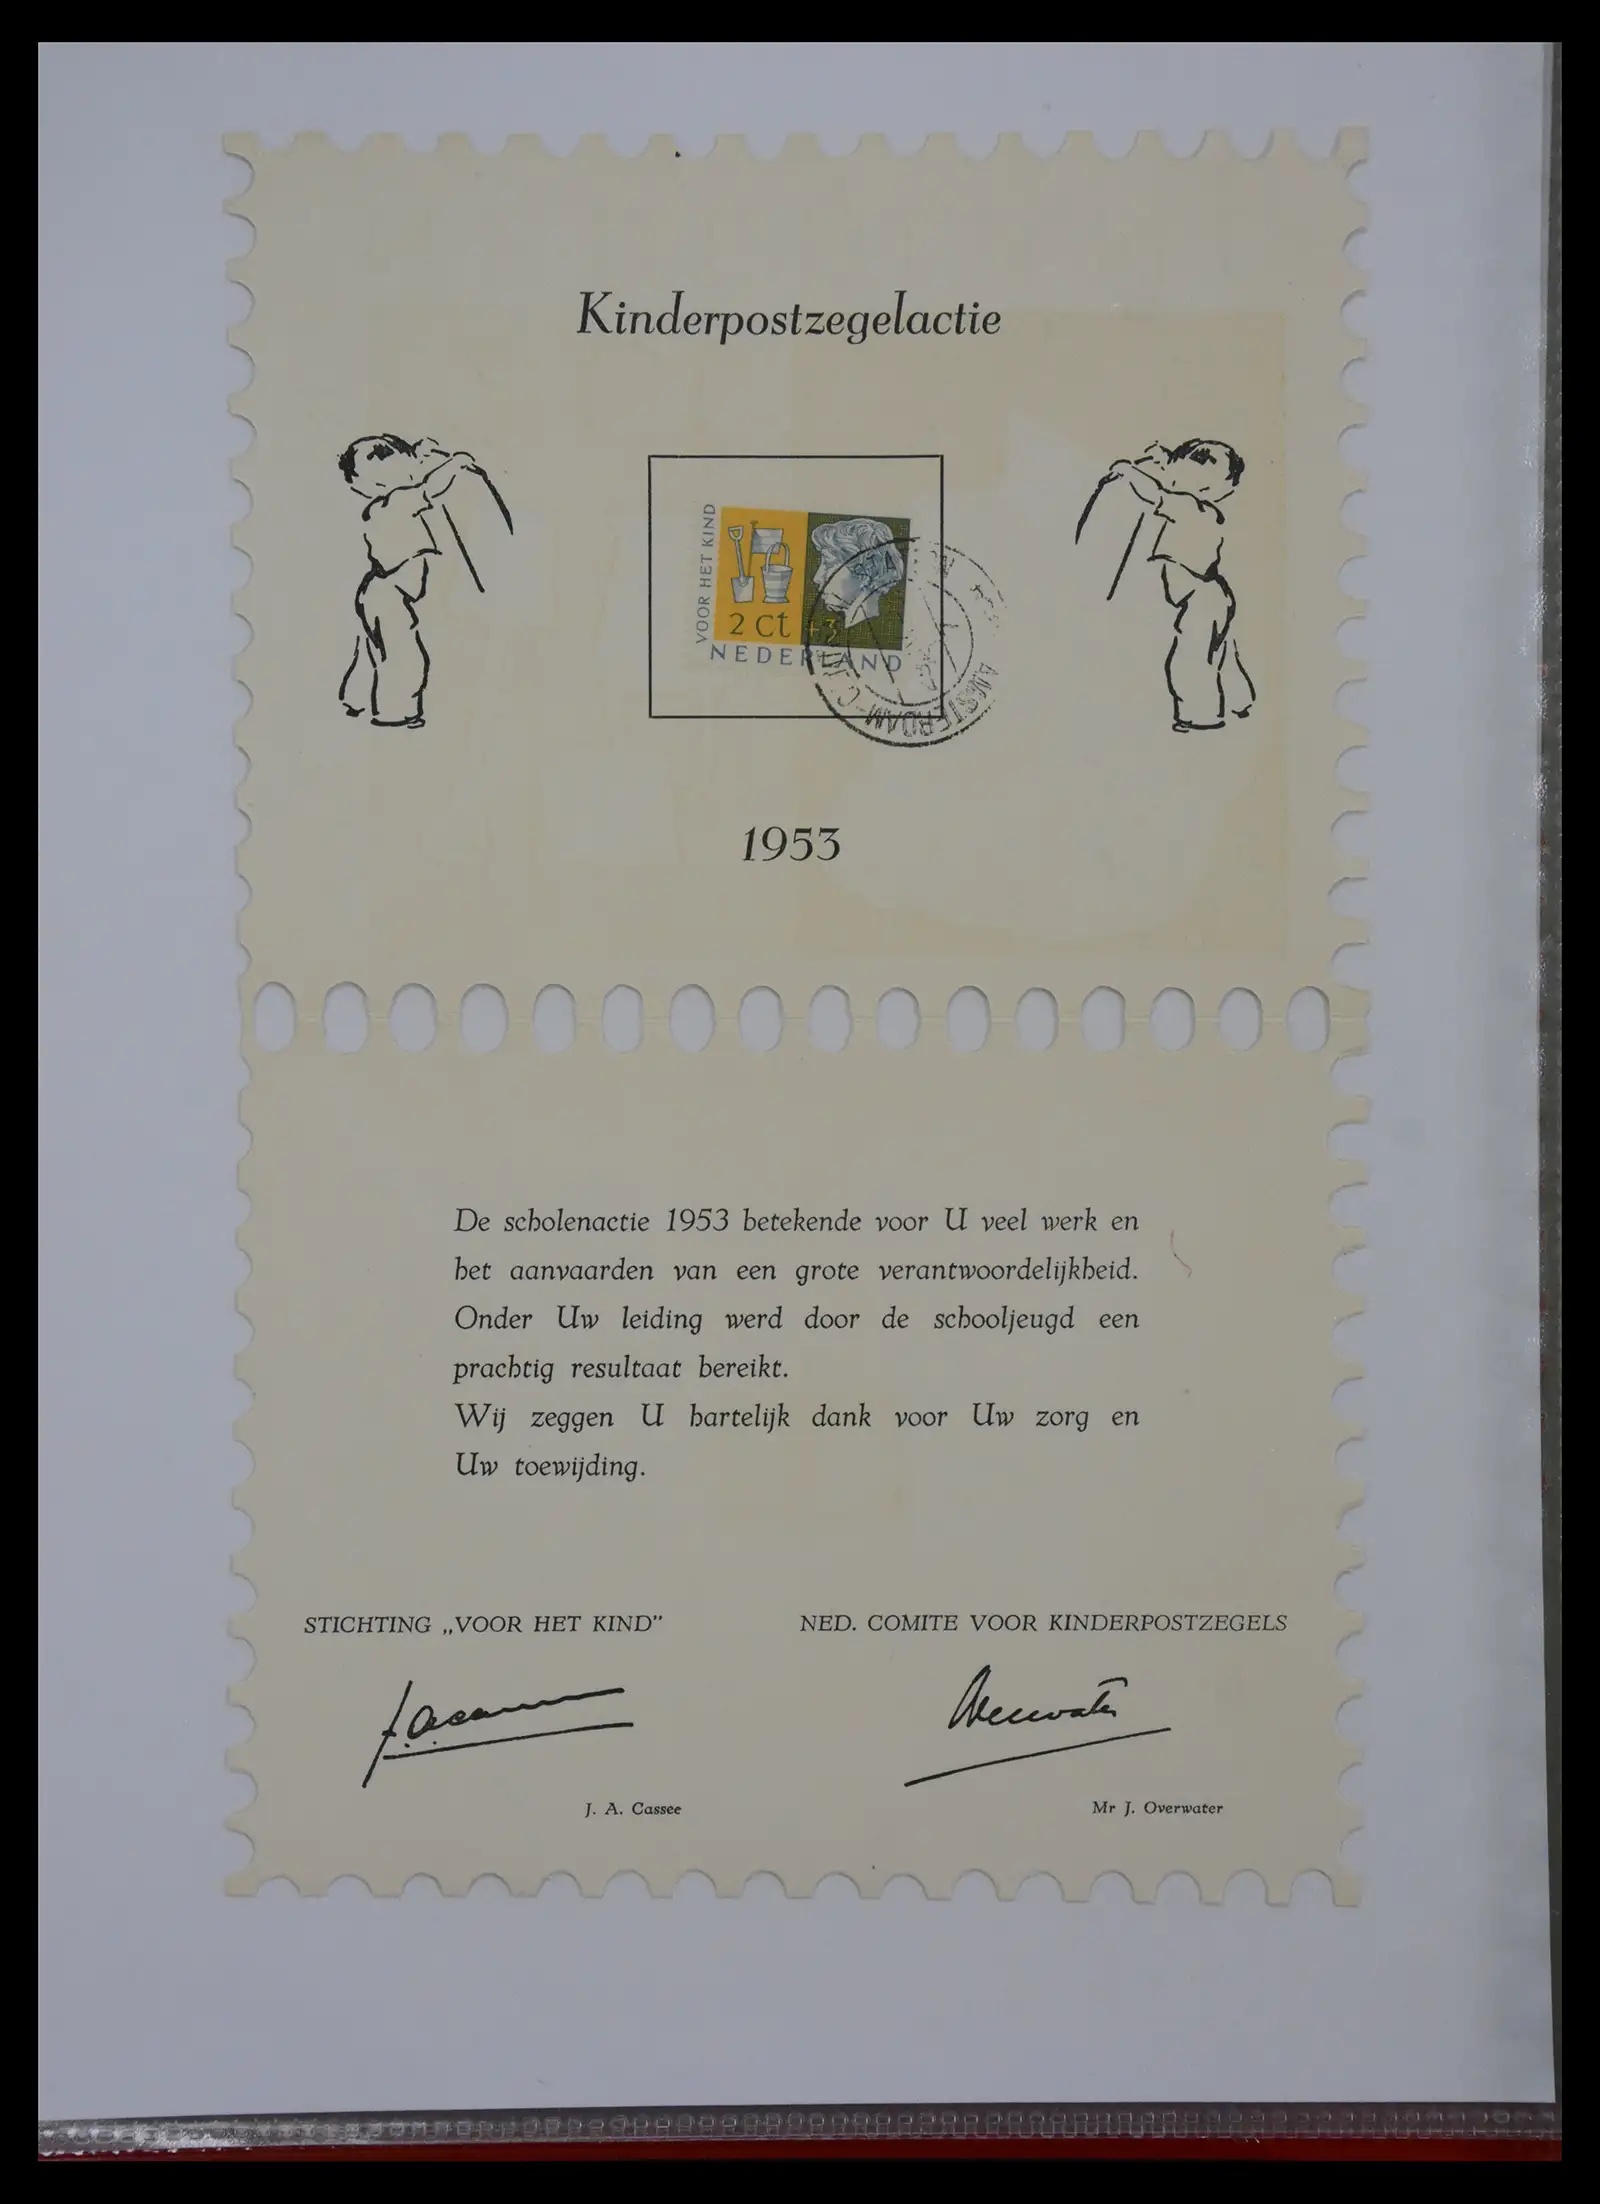 Kinderpostzegelactie
VOOR HET KIND
2 ct +3
NEDERLAND
AMSTERDAM-C
1953
De scholenactie 1953 betekende voor U veel werk en
het aanvaarden van een grote verantwoordelijkheid.
Onder Uw leiding werd door de schooljeugd een
prachtig resultaat bereikt.
Wij zeggen U hartelijk dank voor Uw zorg en
Uw toewijding.
STICHTING „VOOR HET KIND”
NED. COMITE VOOR KINDERPOSTZEGELS
J. A. Cassee
Mr J. Overwater